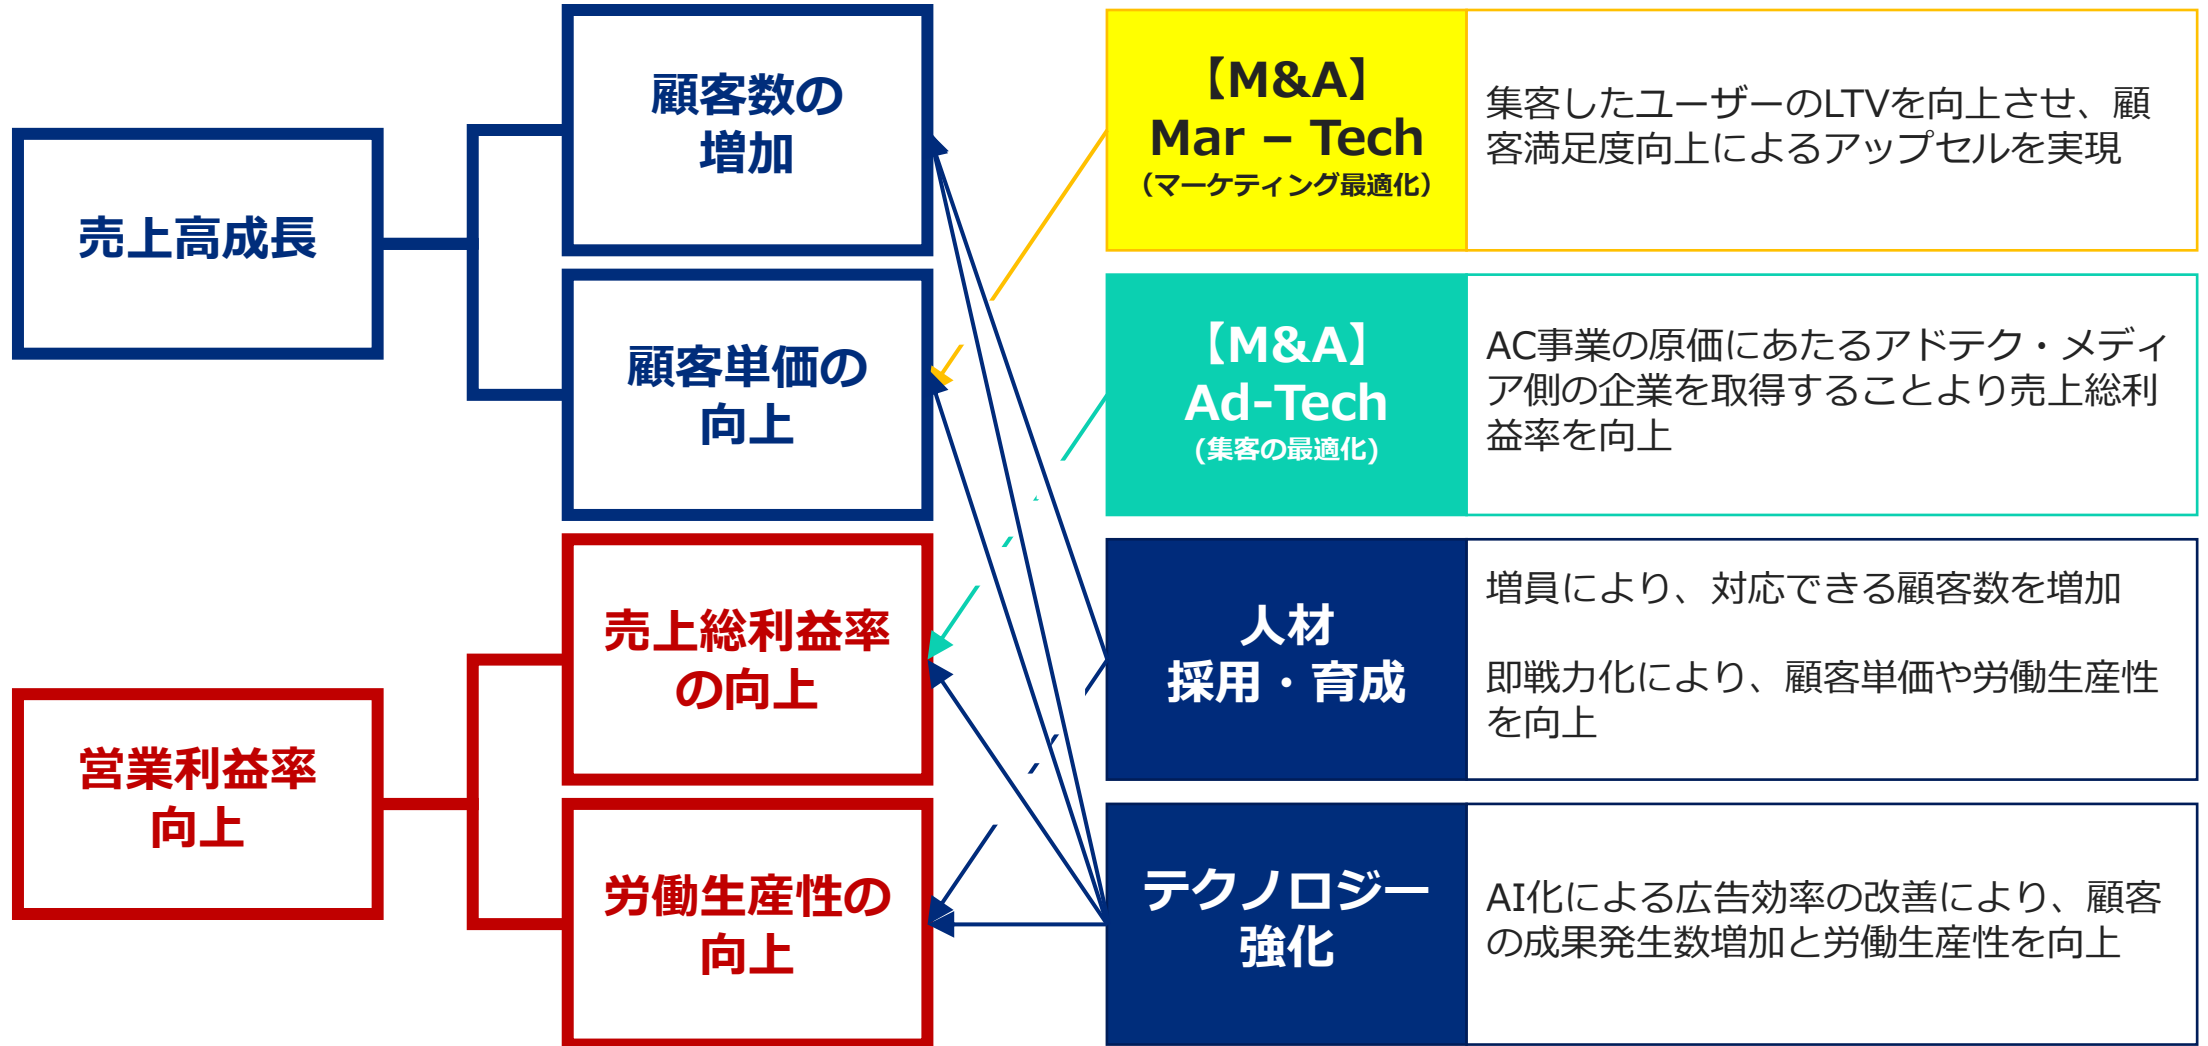 売上高成長
営業利益率
向上
顧客数の
増加
顧客単価の
向上
売上総利益率
の向上
労働生産性の
向上
【M&A】
Mar – Tech
（マーケティング最適化）
集客したユーザーのLTVを向上させ、顧
客満足度向上によるアップセルを実現
【M&A】
Ad-Tech
(集客の最適化)
AC事業の原価にあたるアドテク・メディ
ア側の企業を取得することより売上総利
益率を向上
人材
採用・育成
増員により、対応できる顧客数を増加
即戦力化により、顧客単価や労働生産性
を向上
テクノロジー
強化
AI化による広告効率の改善により、顧客
の成果発生数増加と労働生産性を向上